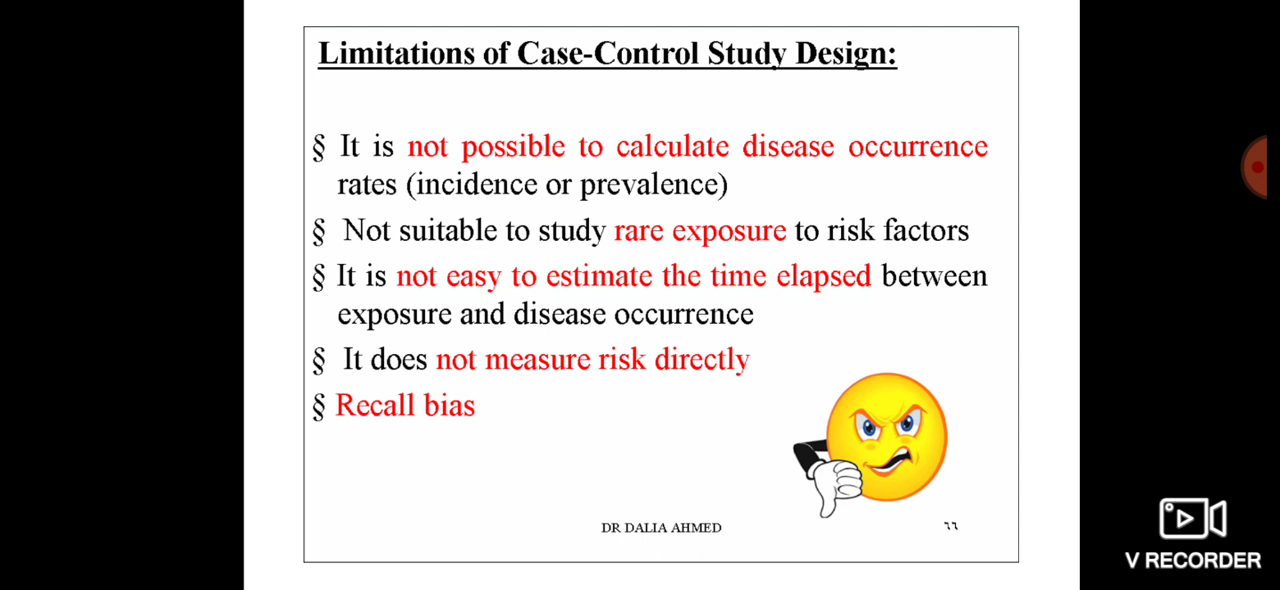 Limitations of Case-Control Study Design:
§ It is not possible to calculate disease occurrence
rates (incidence or prevalence)
§ Not suitable to study rare exposure to risk factors
§ It is not easy to estimate the time elapsed between
exposure and disease occurrence
§ It does not measure risk directly
§ Recall bias
DR DALIA AHMED
٦٦
V RECORDER